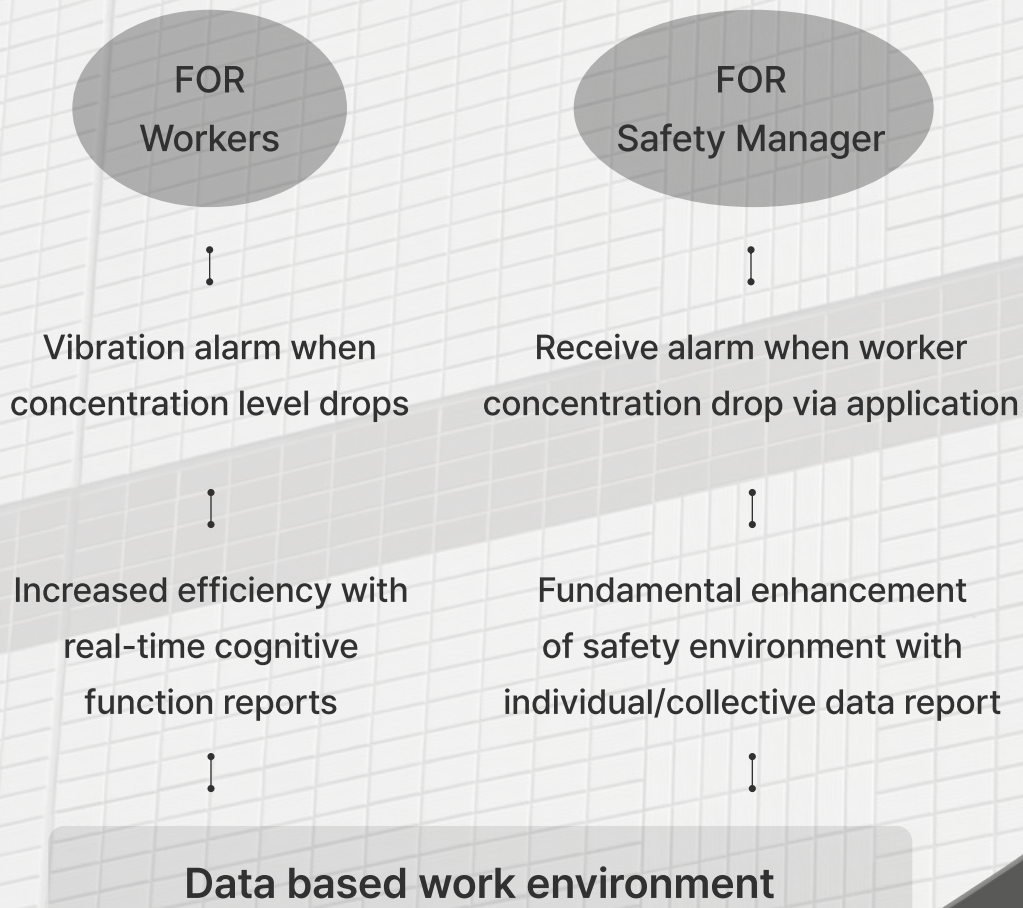 FOR
Workers
Vibration alarm when
concentration level drops
Increased efficiency with
real-time cognitive
function reports
FOR
Safety Manager
Receive alarm when worker
concentration drop via application
Fundamental enhancement
of safety environment with
individual/collective data report
Data based work environment